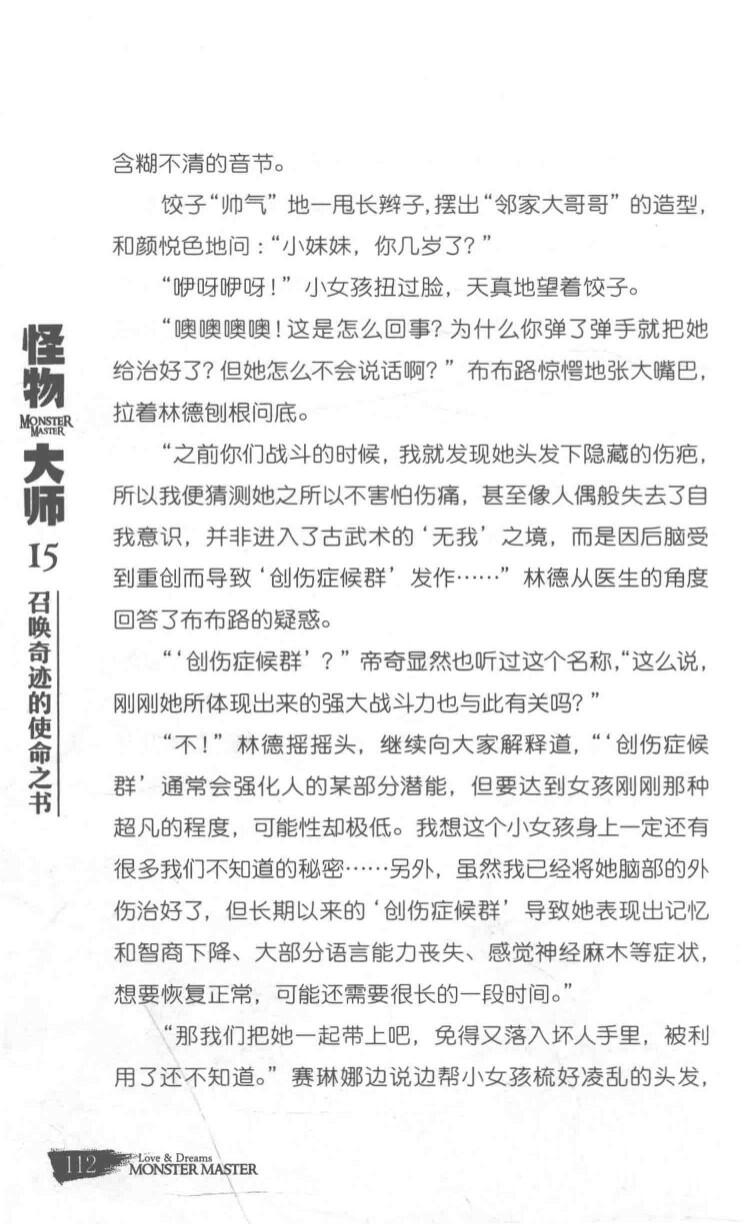 含糊不清的音节。
饺子“帅气”地一甩长辫子，摆出“邻家大哥哥”的造型，
和颜悦色地问：“小妹妹，你几岁了？”
“咿呀咿呀！”小女孩扭过脸，天真地望着饺子。
“噢噢噢噢！这是怎么回事？为什么你弹了弹手就把她
给治好了？但她怎么不会说话啊？”布布路惊愕地张大嘴巴，
拉着林德刨根问底。
“之前你们战斗的时候，我就发现她头发下隐藏的伤疤，
所以我便猜测她之所以不害怕伤痛，甚至像人偶般失去了自
我意识，并非进入了古武术的‘无我’之境，而是因后脑受
到重创而导致‘创伤症候群’发作……”林德从医生的角度
回答了布布路的疑惑。
“‘创伤症候群’？”帝奇显然也听过这个名称，“这么说，
刚刚她所体现出来的强大战斗力也与此有关吗？”
“不！”林德摇摇头，继续向大家解释道，“‘创伤症候
群’通常会强化人的某部分潜能，但要达到女孩刚刚那种
超凡的程度，可能性却极低。我想这个小女孩身上一定还有
很多我们不知道的秘密……另外，虽然我已经将她脑部的外
伤治好了，但长期以来的‘创伤症候群’导致她表现出记忆
和智商下降、大部分语言能力丧失、感觉神经麻木等症状，
想要恢复正常，可能还需要很长的一段时间。”
“那我们把她一起带上吧，免得又落入坏人手里，被利
用了还不知道。”赛琳娜边说边帮小女孩梳好凌乱的头发，
怪物
MONSTER
MASTER
大师
15
召唤奇迹的使命之书
112
Love & Dreams
MONSTER MASTER